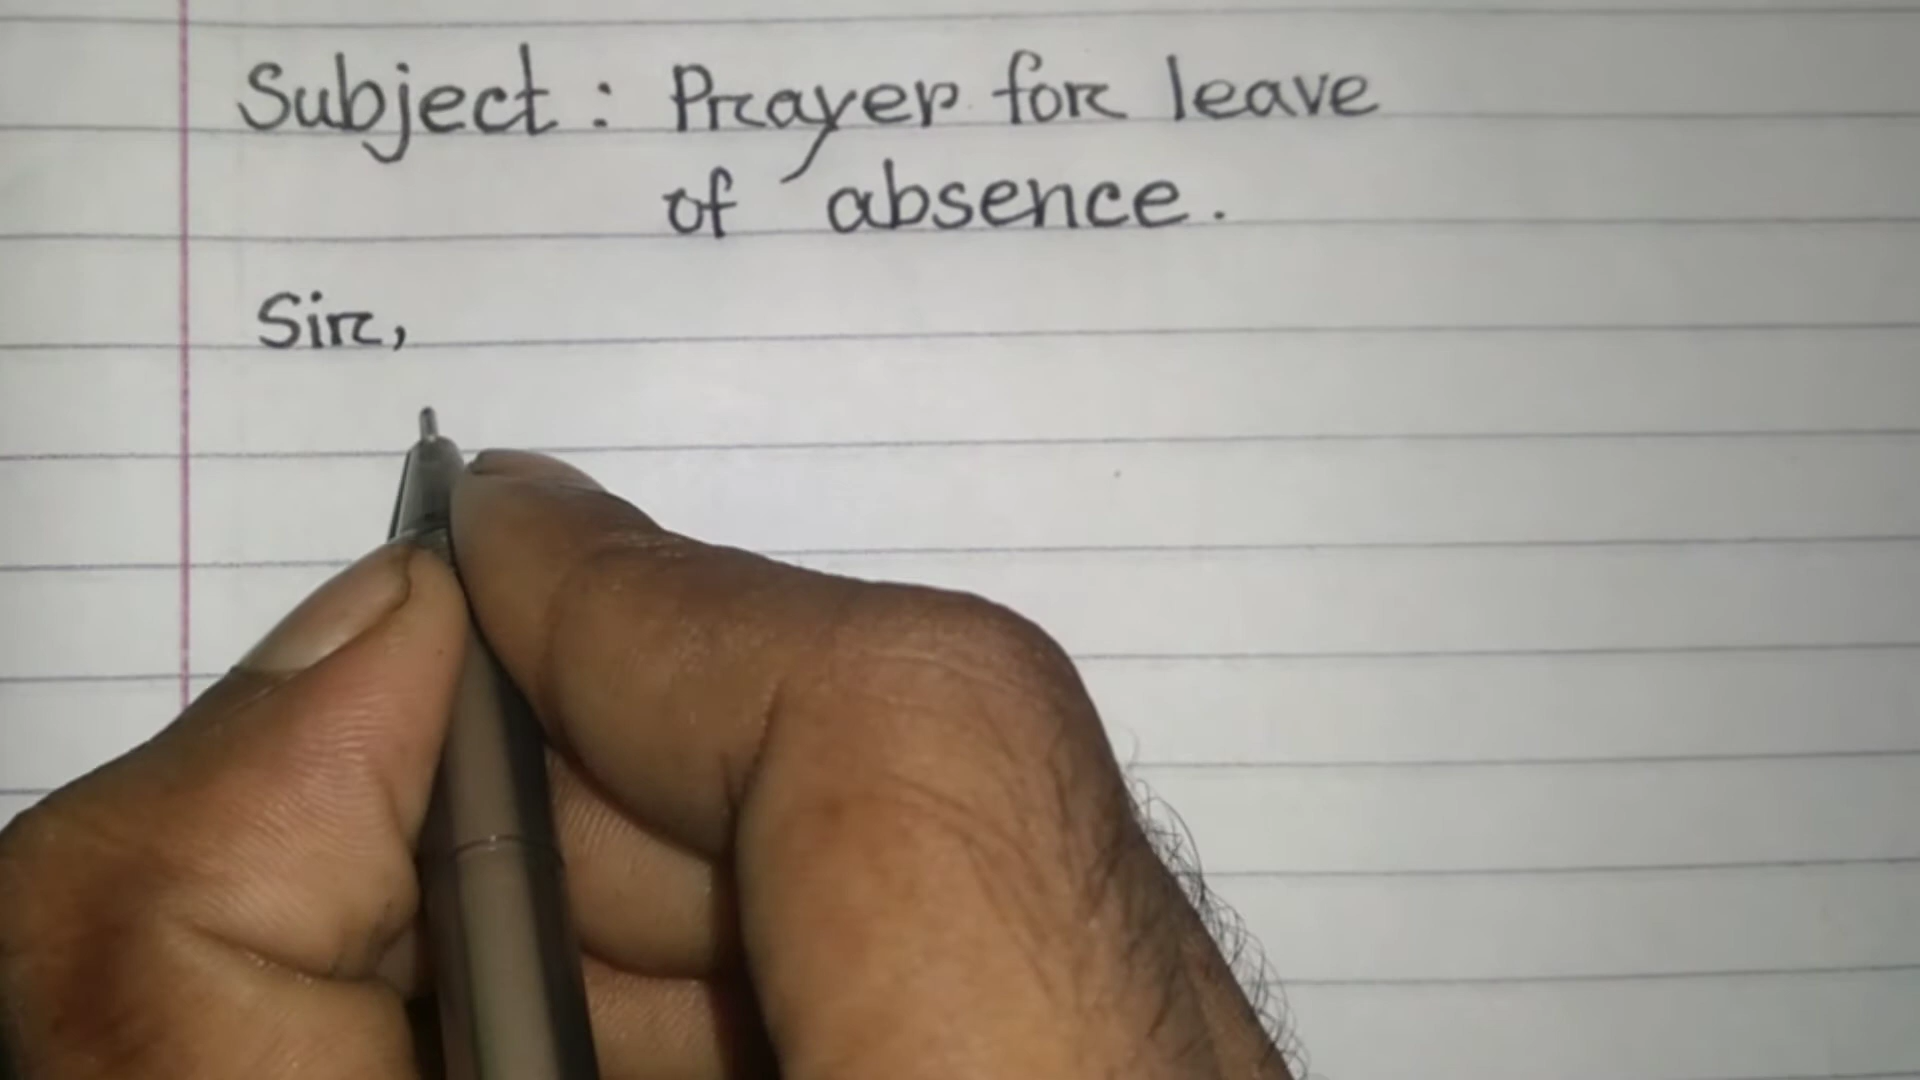 Subject : Prayer for leave
of absence.
Sir,